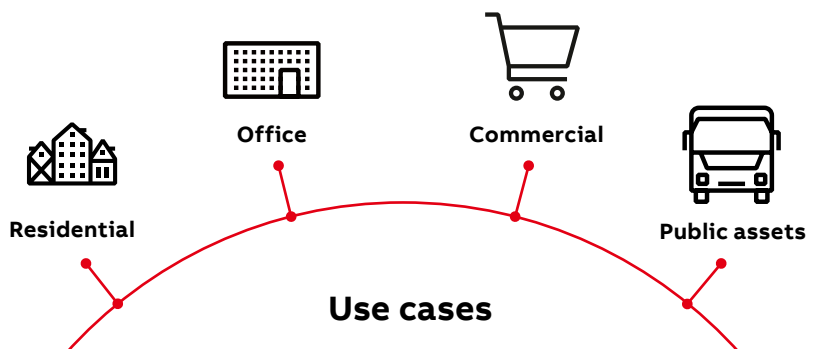 Office
Commercial
Residential
Public assets
Use cases